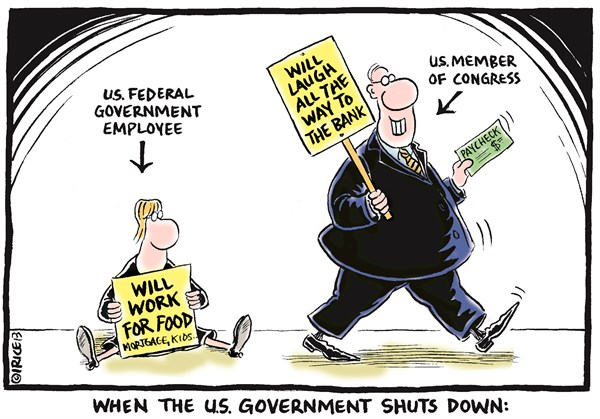 U.S. FEDERAL
GOVERNMENT
EMPLOYEE
WILL
WORK
FOR FOOD
MORTGAGE, KIDS...
WILL
LAUGH
ALL THE
WAY TO
THE BANK
U.S. MEMBER
OF CONGRESS
PAYCHECK
$
WHEN THE U.S. GOVERNMENT SHUTS DOWN: